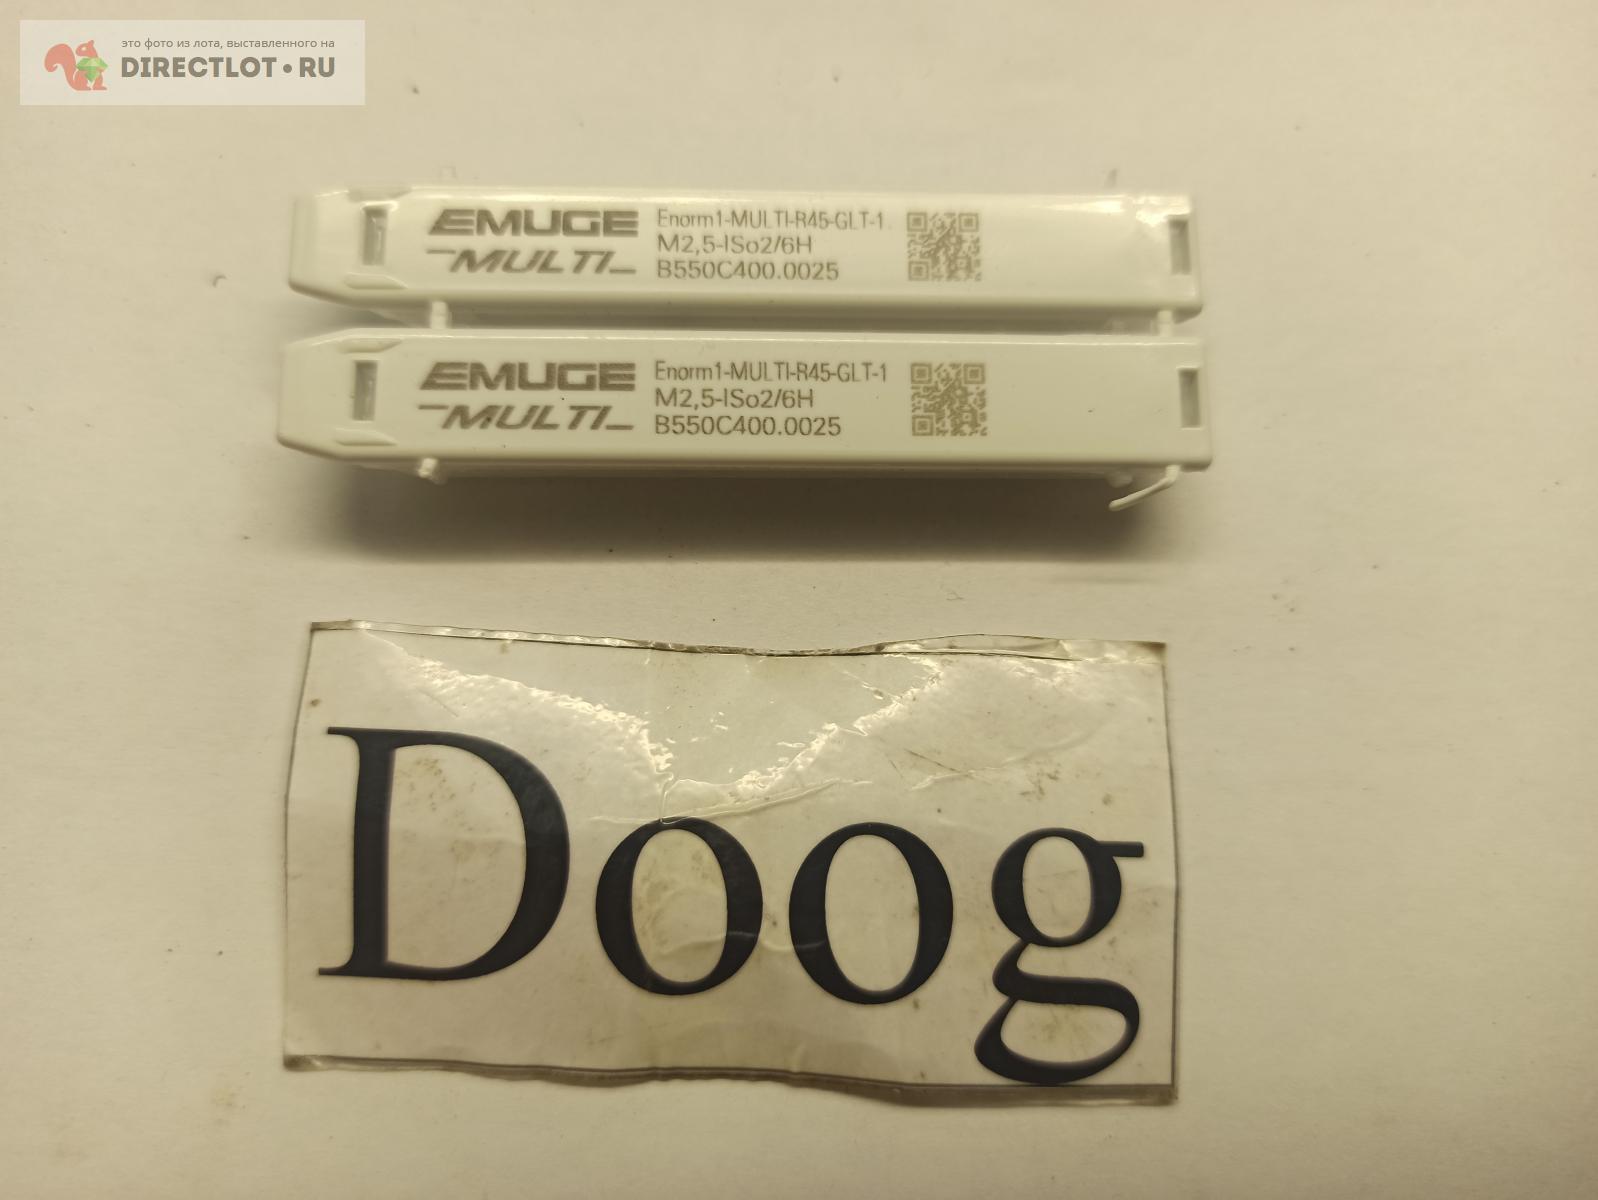 это фото из лота, выставленного на
DIRECTLOT•RU
EMUGE
MULTI
Enorm1-MULTI-R45-GLT-1
M2,5-ISo2/6H
B550C400.0025
EMUGE
MULTI
Enorm1-MULTI-R45-GLT-1
M2,5-ISo2/6H
B550C400.0025
Doog